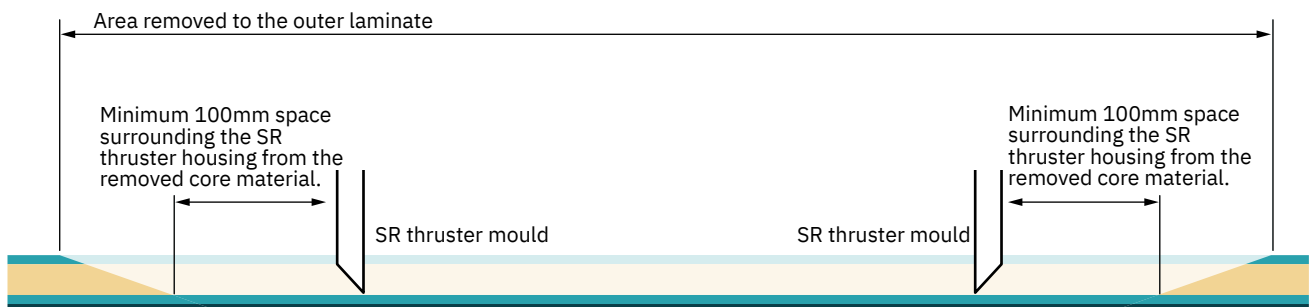 Area removed to the outer laminate
Minimum 100mm space
surrounding the SR
thruster housing from the
removed core material.
Minimum 100mm space
surrounding the SR
thruster housing from the
removed core material.
SR thruster mould
SR thruster mould